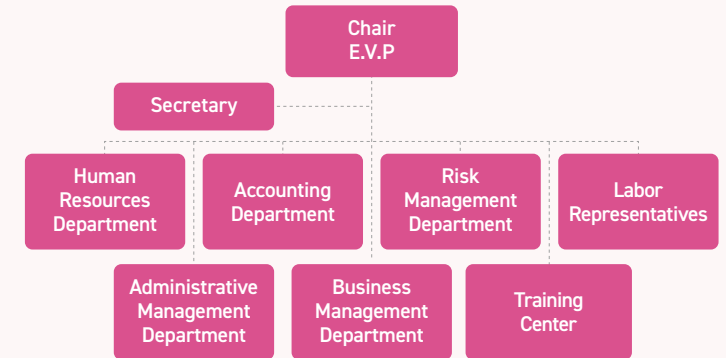 Chair
E.V.P
Secretary
Human
Resources
Department
Accounting
Department
Risk
Management
Department
Labor
Representatives
Administrative
Management
Department
Business
Management
Department
Training
Center